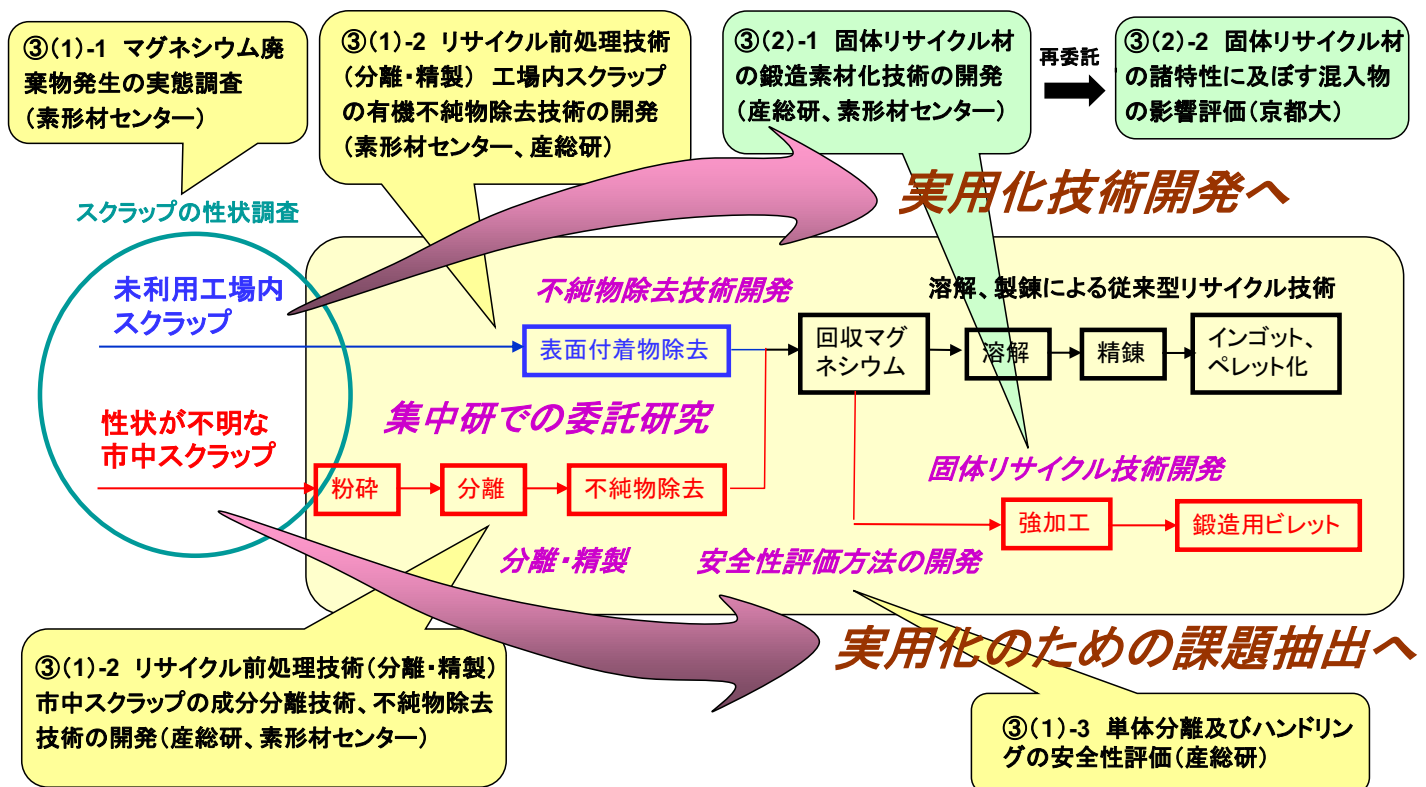 ③(1)-1 マグネシウム廃
棄物発生の実態調査
(素形材センター)
③(1)-2 リサイクル前処理技術
(分離・精製) 工場内スクラップ
の有機不純物除去技術の開発
(素形材センター、産総研)
③(2)-1 固体リサイクル材
の鍛造素材化技術の開発
(産総研、素形材センター)
再委託
③(2)-2 固体リサイクル材
の諸特性に及ぼす混入物
の影響評価(京都大)
実用化技術開発へ
スクラップの性状調査
未利用工場内
スクラップ
不純物除去技術開発
溶解、製錬による従来型リサイクル技術
表面付着物除去
回収マグ
ネシウム
溶解
精錬
インゴット、
ペレット化
集中研での委託研究
性状が不明な
市中スクラップ
固体リサイクル技術開発
粉砕
分離
不純物除去
強加工
鍛造用ビレット
分離・精製
安全性評価方法の開発
実用化のための課題抽出へ
③(1)-2 リサイクル前処理技術(分離・精製)
市中スクラップの成分分離技術、不純物除去
技術の開発(産総研、素形材センター)
③(1)-3 単体分離及びハンドリン
グの安全性評価(産総研)